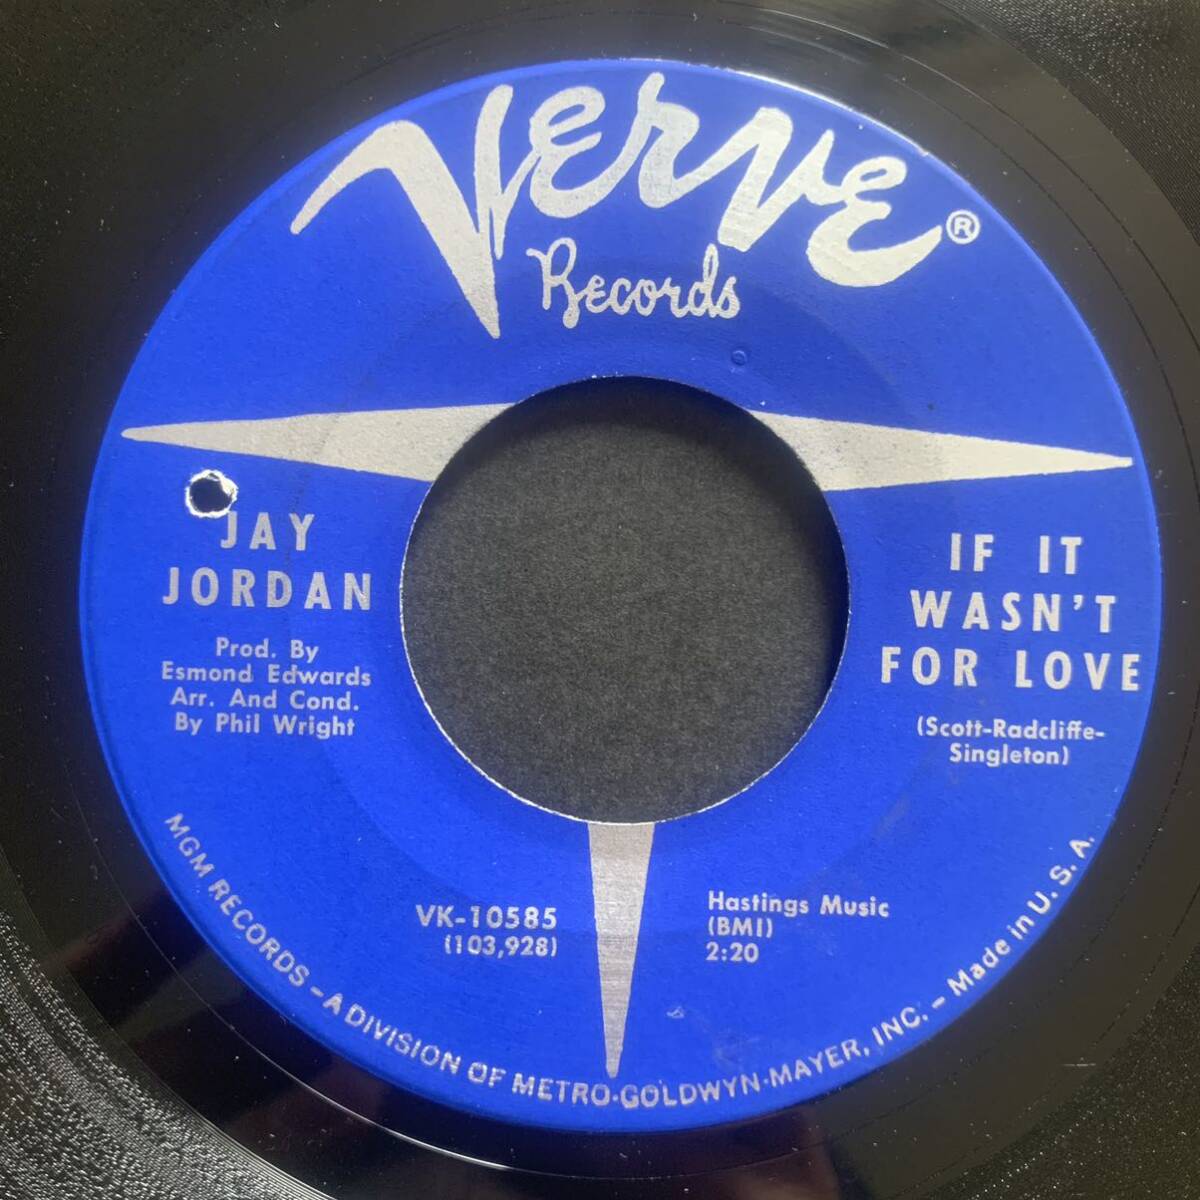 Verve®
Records
JAY
JORDAN
Prod. By
Esmond Edwards
Arr. And Cond.
By Phil Wright
IF IT
WASN'T
FOR LOVE
(Scott-Radcliffe-
Singleton)
VK-10585
(103,928)
Hastings Music
(BMI)
2:20
MGM RECORDS – A DIVISION OF METRO-GOLDWYN-MAYER, INC. – Made in U. S. A.